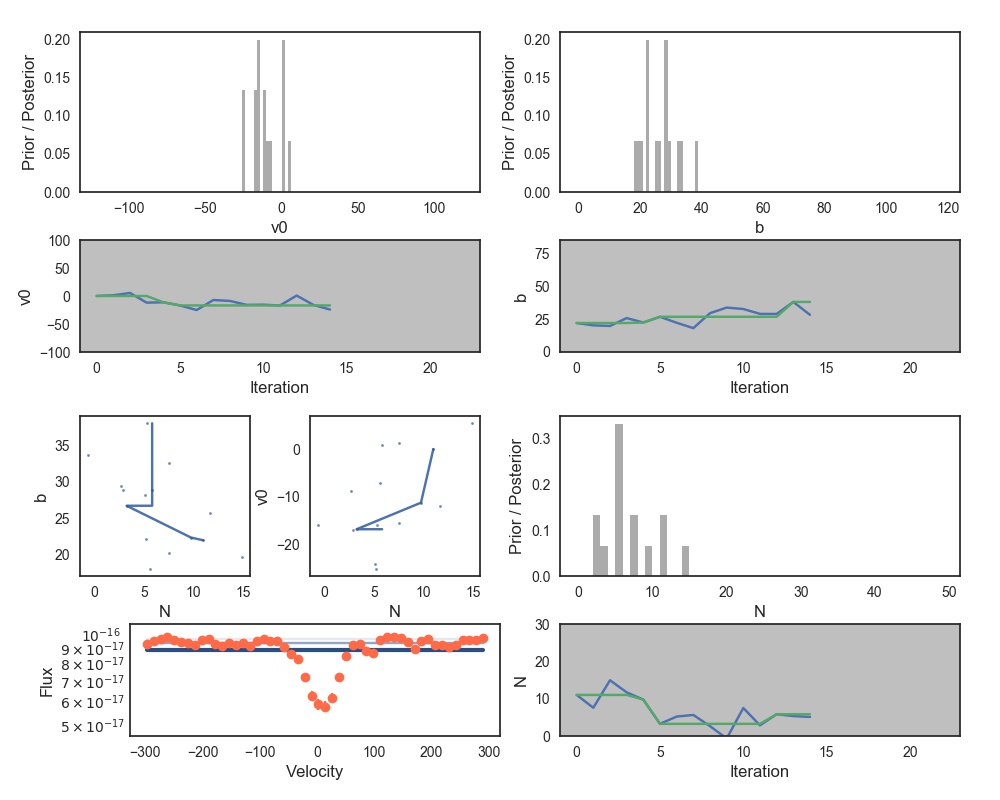 0.20
0.15
0.10
0.05
0.00
Prior / Posterior
−100 −50 0 50 100
v0
0.20
0.15
0.10
0.05
0.00
Prior / Posterior
0 20 40 60 80 100 120
b
100
50
0
−50
−100
v0
0 5 10 15 20
Iteration
75
50
25
0
b
0 5 10 15 20
Iteration
35
30
25
20
b
0 5 10 15
N
0
−10
−20
v0
0 5 10 15
N
0.3
0.2
0.1
0.0
Prior / Posterior
0 10 20 30 40 50
N
10⁻¹⁶
9 × 10⁻¹⁷
8 × 10⁻¹⁷
7 × 10⁻¹⁷
6 × 10⁻¹⁷
5 × 10⁻¹⁷
Flux
−300 −200 −100 0 100 200 300
Velocity
30
20
10
0
N
0 5 10 15 20
Iteration